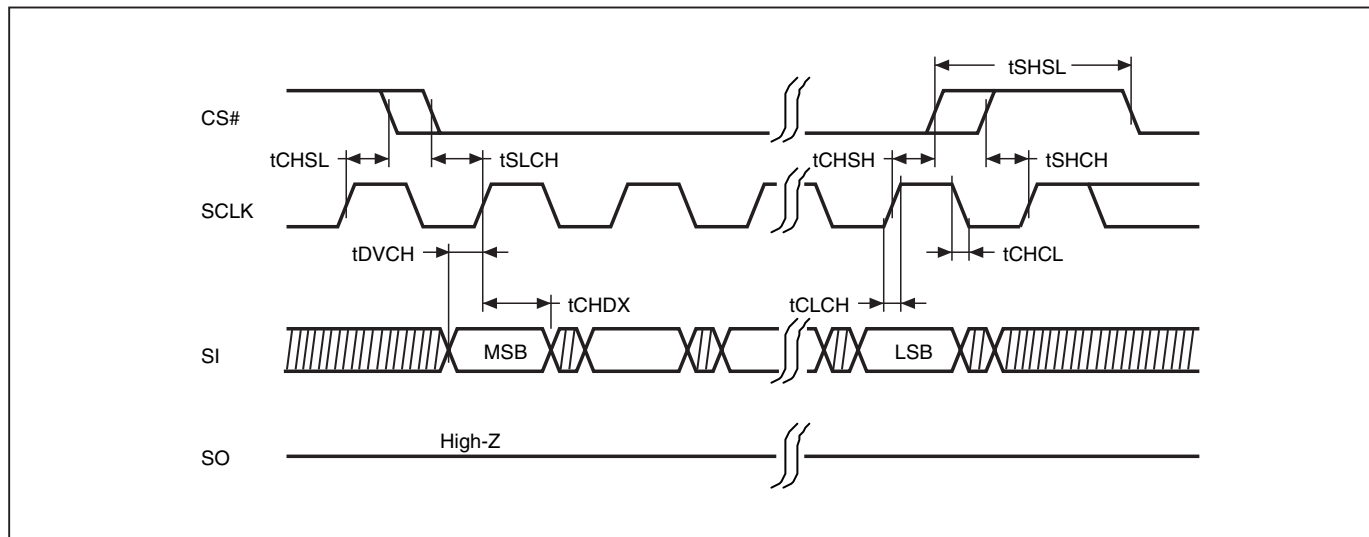 tSHSL
CS#
tCHSL
tSLCH
tCHSH
tSHCH
SCLK
tDVCH
tCHCL
tCHDX
tCLCH
SI
MSB
LSB
High-Z
SO